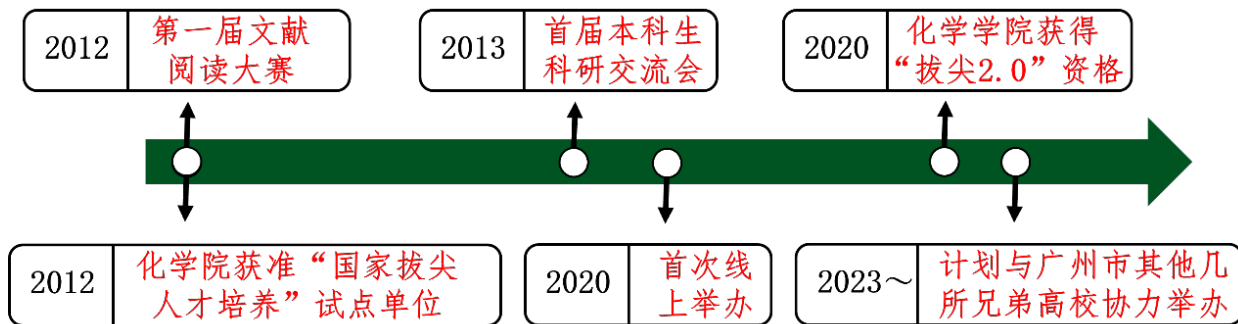 2012
第一届文献
阅读大赛
2013
首届本科生
科研交流会
2020
化学学院获得
“拔尖2.0”资格
2012
化学院获准“国家拔尖
人才培养”试点单位
2020
首次线
上举办
2023～
计划与广州市其他几
所兄弟高校协力举办